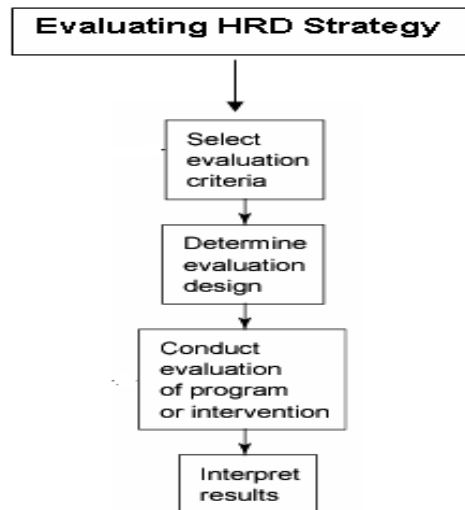 Evaluating HRD Strategy
Select
evaluation
criteria
Determine
evaluation
design
Conduct
evaluation
of program
or intervention
Interpret
results